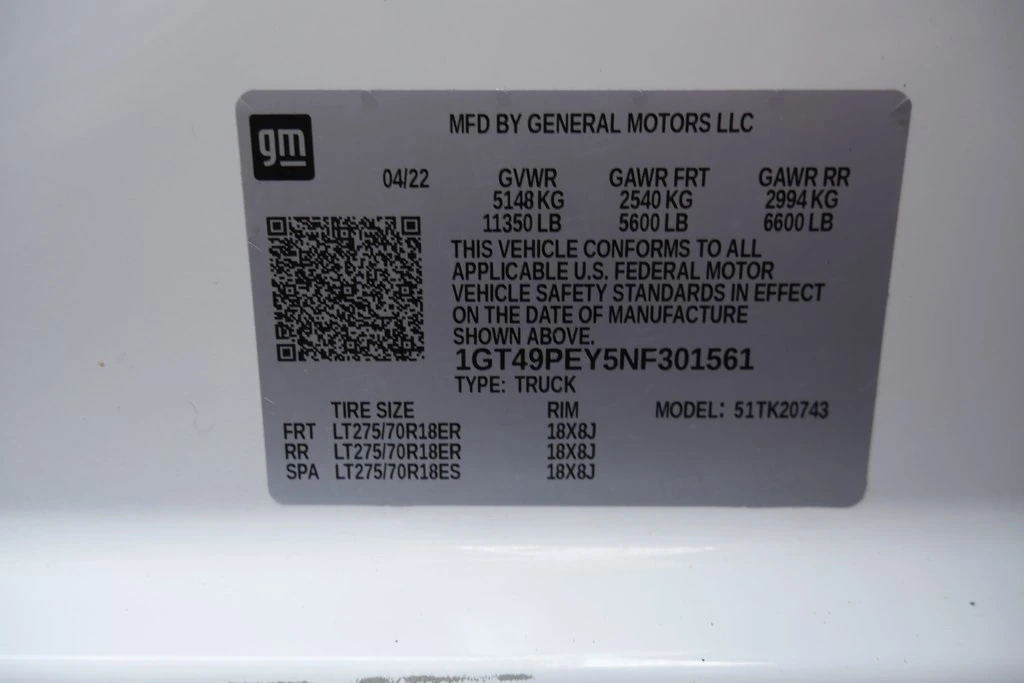 gm
MFD BY GENERAL MOTORS LLC
04/22 GVWR GAWR FRT GAWR RR
5148 KG 2540 KG 2994 KG
11350 LB 5600 LB 6600 LB
THIS VEHICLE CONFORMS TO ALL
APPLICABLE U.S. FEDERAL MOTOR
VEHICLE SAFETY STANDARDS IN EFFECT
ON THE DATE OF MANUFACTURE
SHOWN ABOVE.
1GT49PEY5NF301561
TYPE: TRUCK
TIRE SIZE RIM MODEL: 51TK20743
FRT LT275/70R18ER 18X8J
RR LT275/70R18ER 18X8J
SPA LT275/70R18ES 18X8J